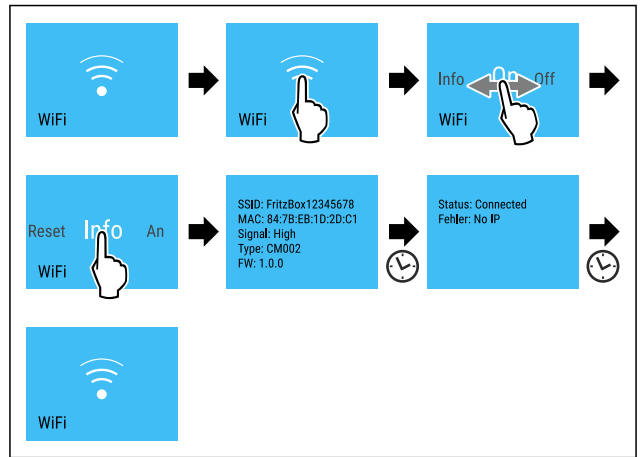 WiFi
WiFi
Info On Off
WiFi
Reset Info An
WiFi
SSID: FritzBox12345678
MAC: 84:7B:EB:1D:2D:C1
Signal: High
Type: CM002
FW: 1.0.0
Status: Connected
Fehler: No IP
WiFi